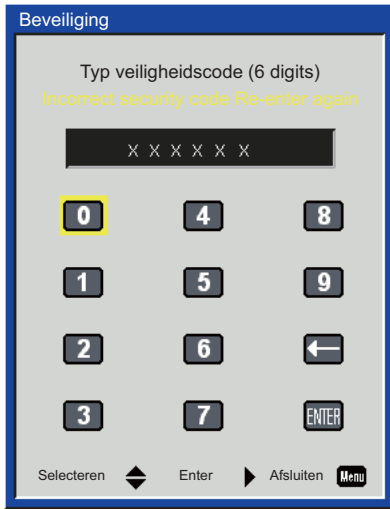 Beveiliging
Typ veiligheidscode (6 digits)
Incorrect security code Re-enter again
X X X X X X
0 4 8
1 5 9
2 6 ←
3 7 ENTER
Selecteren Enter Afsluiten Menu